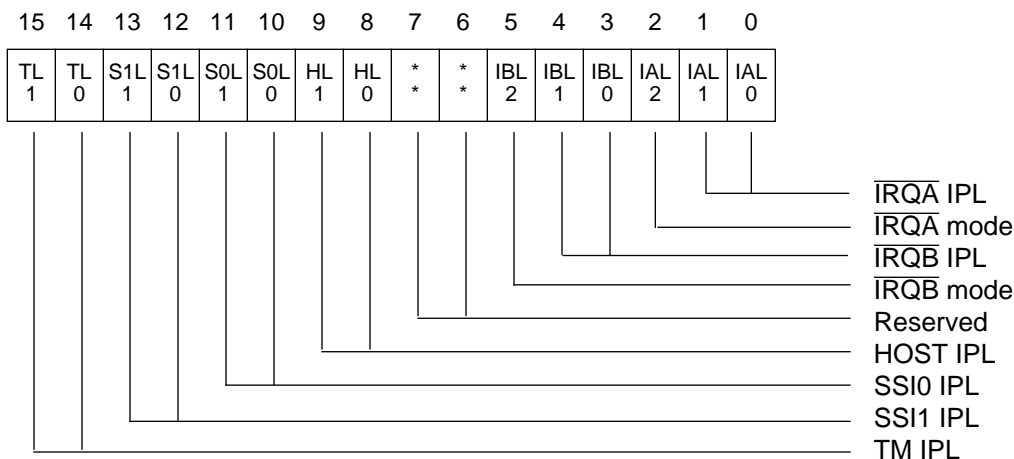 15 14 13 12 11 10 9 8 7 6 5 4 3 2 1 0
TL TL S1L S1L S0L S0L HL HL * * IBL IBL IBL IAL IAL IAL
1 0 1 0 1 0 1 0 * * 2 1 0 2 1 0
IRQA IPL
IRQA mode
IRQB IPL
IRQB mode
Reserved
HOST IPL
SSI0 IPL
SSI1 IPL
TM IPL